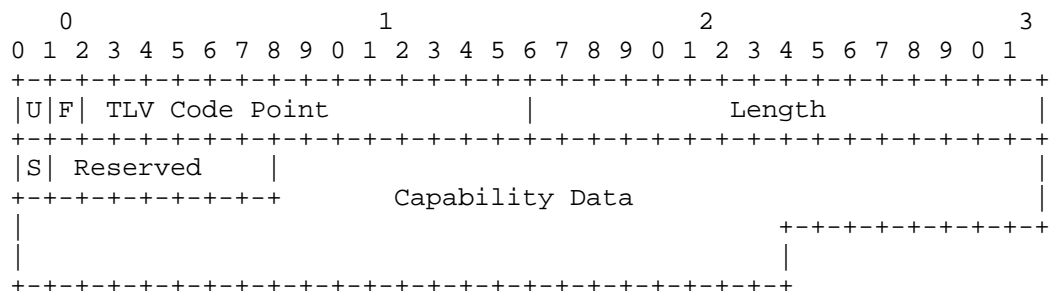 0                   1                   2                   3
0 1 2 3 4 5 6 7 8 9 0 1 2 3 4 5 6 7 8 9 0 1 2 3 4 5 6 7 8 9 0 1
+-+-+-+-+-+-+-+-+-+-+-+-+-+-+-+-+-+-+-+-+-+-+-+-+-+-+-+-+-+-+-+-+
|U|F| TLV Code Point            |            Length             |
+-+-+-+-+-+-+-+-+-+-+-+-+-+-+-+-+-+-+-+-+-+-+-+-+-+-+-+-+-+-+-+-+
|S| Reserved    |                                               |
+-+-+-+-+-+-+-+-+       Capability Data                         |
|                                               +-+-+-+-+-+-+-+-+
|                                               |
+-+-+-+-+-+-+-+-+-+-+-+-+-+-+-+-+-+-+-+-+-+-+-+-+